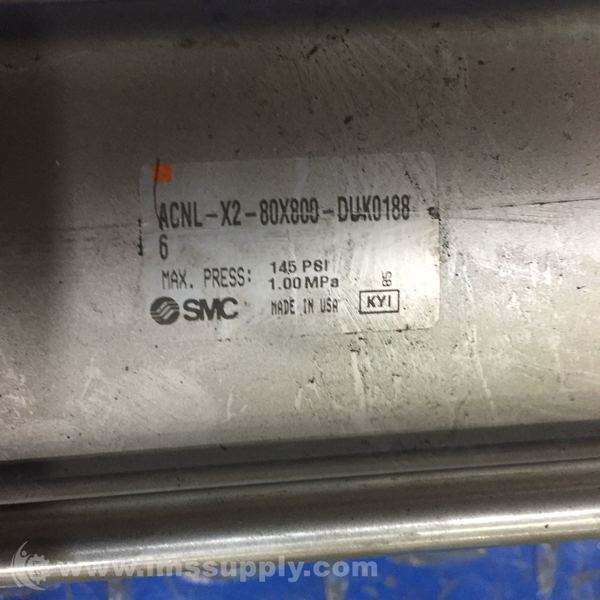 ACNL-X2-80X800-DUK0188
6
MAX. PRESS: 145 PSI
1.00 MPa
85
SMC MADE IN USA KYI
www.imssupply.com